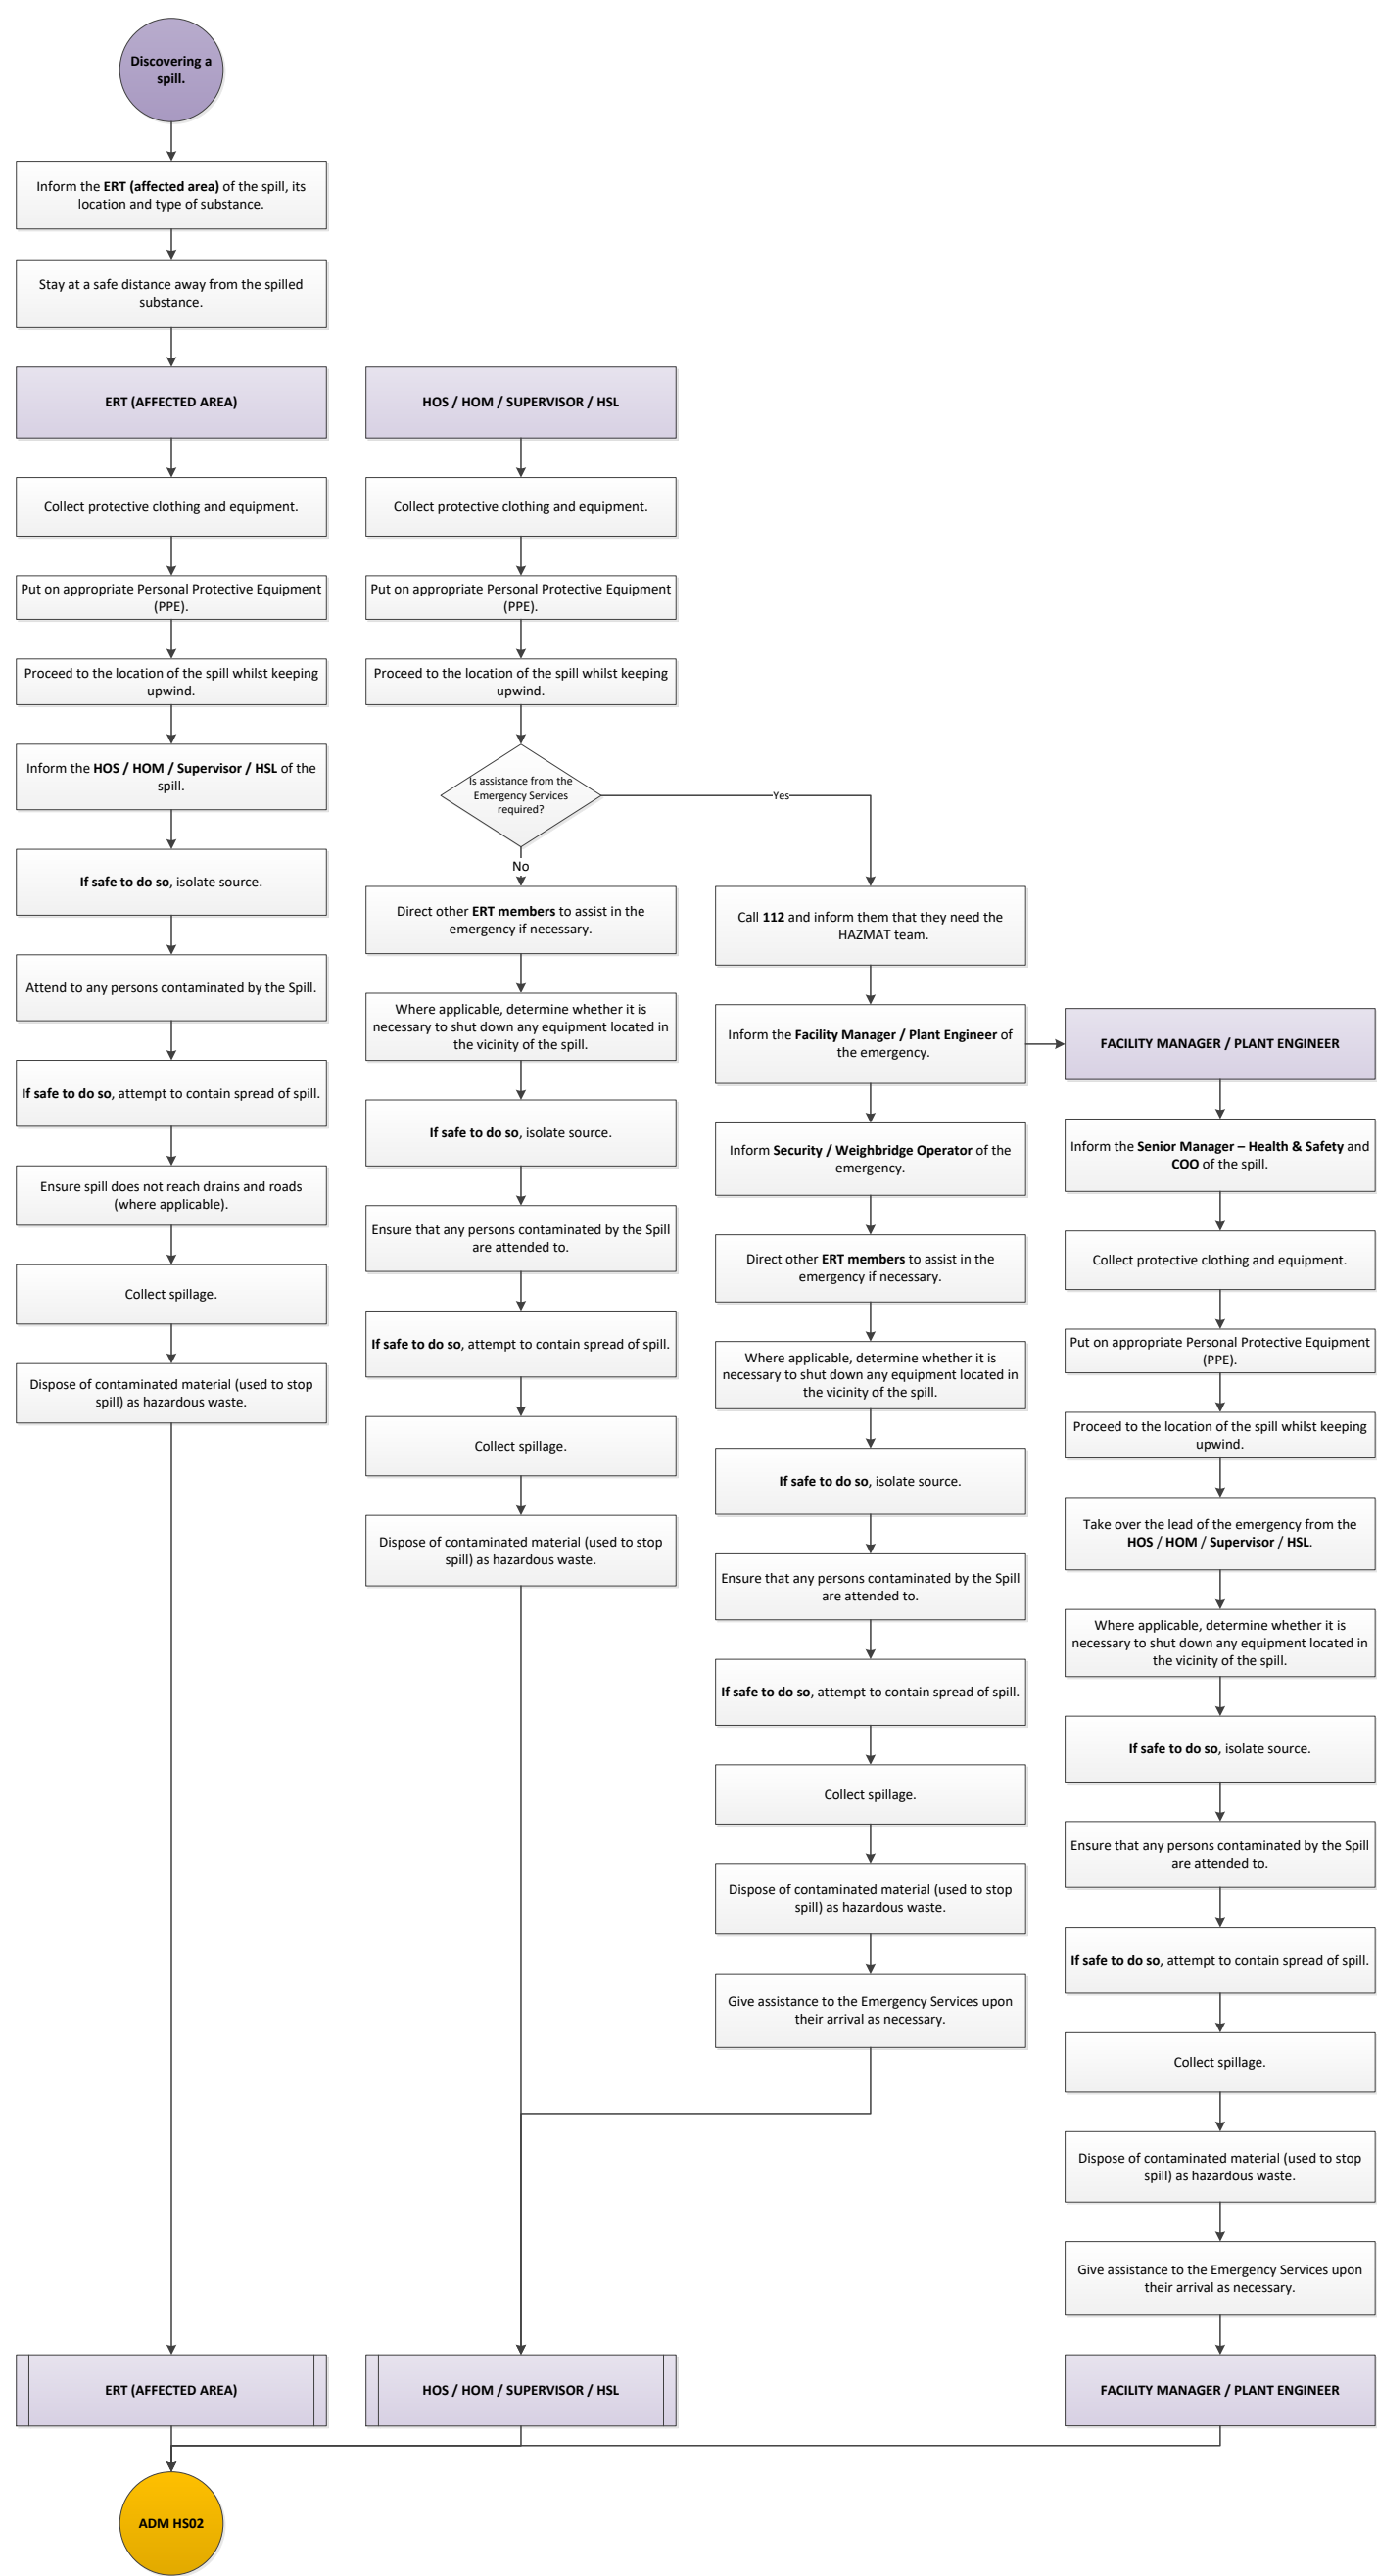 Discovering a
spill.
Inform the ERT (affected area) of the spill, its
location and type of substance.
Stay at a safe distance away from the spilled
substance.
ERT (AFFECTED AREA)
Collect protective clothing and equipment.
Put on appropriate Personal Protective Equipment
(PPE).
Proceed to the location of the spill whilst keeping
upwind.
Inform the HOS / HOM / Supervisor / HSL of the
spill.
If safe to do so, isolate source.
Attend to any persons contaminated by the Spill.
If safe to do so, attempt to contain spread of spill.
Ensure spill does not reach drains and roads
(where applicable).
Collect spillage.
Dispose of contaminated material (used to stop
spill) as hazardous waste.
ERT (AFFECTED AREA)
HOS / HOM / SUPERVISOR / HSL
Collect protective clothing and equipment.
Put on appropriate Personal Protective Equipment
(PPE).
Proceed to the location of the spill whilst keeping
upwind.
Is assistance from the
Emergency Services
required?
Yes
No
Direct other ERT members to assist in the
emergency if necessary.
Where applicable, determine whether it is
necessary to shut down any equipment located in
the vicinity of the spill.
If safe to do so, isolate source.
Ensure that any persons contaminated by the Spill
are attended to.
If safe to do so, attempt to contain spread of spill.
Collect spillage.
Dispose of contaminated material (used to stop
spill) as hazardous waste.
HOS / HOM / SUPERVISOR / HSL
Call 112 and inform them that they need the
HAZMAT team.
Inform the Facility Manager / Plant Engineer of
the emergency.
Inform Security / Weighbridge Operator of the
emergency.
Direct other ERT members to assist in the
emergency if necessary.
Where applicable, determine whether it is
necessary to shut down any equipment located in
the vicinity of the spill.
If safe to do so, isolate source.
Ensure that any persons contaminated by the Spill
are attended to.
If safe to do so, attempt to contain spread of spill.
Collect spillage.
Dispose of contaminated material (used to stop
spill) as hazardous waste.
Give assistance to the Emergency Services upon
their arrival as necessary.
FACILITY MANAGER / PLANT ENGINEER
Inform the Senior Manager – Health & Safety and
COO of the spill.
Collect protective clothing and equipment.
Put on appropriate Personal Protective Equipment
(PPE).
Proceed to the location of the spill whilst keeping
upwind.
Take over the lead of the emergency from the
HOS / HOM / Supervisor / HSL.
Where applicable, determine whether it is
necessary to shut down any equipment located in
the vicinity of the spill.
If safe to do so, isolate source.
Ensure that any persons contaminated by the Spill
are attended to.
If safe to do so, attempt to contain spread of spill.
Collect spillage.
Dispose of contaminated material (used to stop
spill) as hazardous waste.
Give assistance to the Emergency Services upon
their arrival as necessary.
FACILITY MANAGER / PLANT ENGINEER
ADM HS02